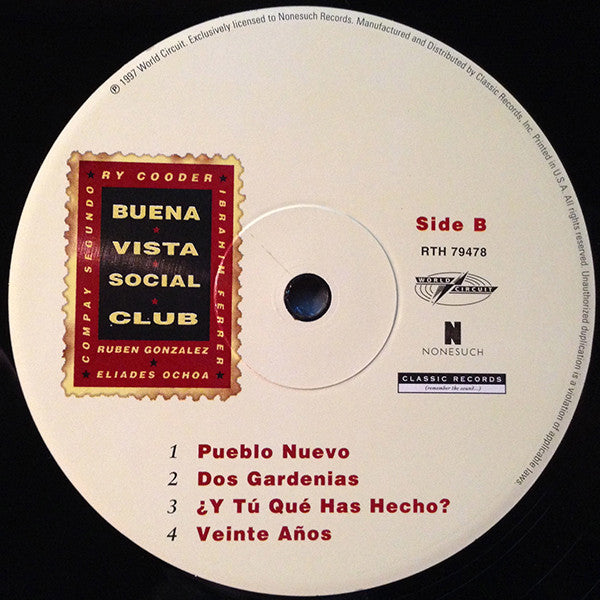 ℗ 1997 World Circuit. Exclusively licensed to Nonesuch Records. Manufactured and Distributed by Classic Records, Inc. Printed in U.S.A. All rights reserved. Unauthorized duplication is a violation of applicable laws.
RY COODER
COMPAY SEGUNDO
IBRAHIM FERRER
BUENA
VISTA
SOCIAL
CLUB
RUBEN GONZALEZ
ELIADES OCHOA
Side B
RTH 79478
WORLD
CIRCUIT
N
NONESUCH
CLASSIC RECORDS
(remember the sound...)
1 Pueblo Nuevo
2 Dos Gardenias
3 ¿Y Tú Qué Has Hecho?
4 Veinte Años